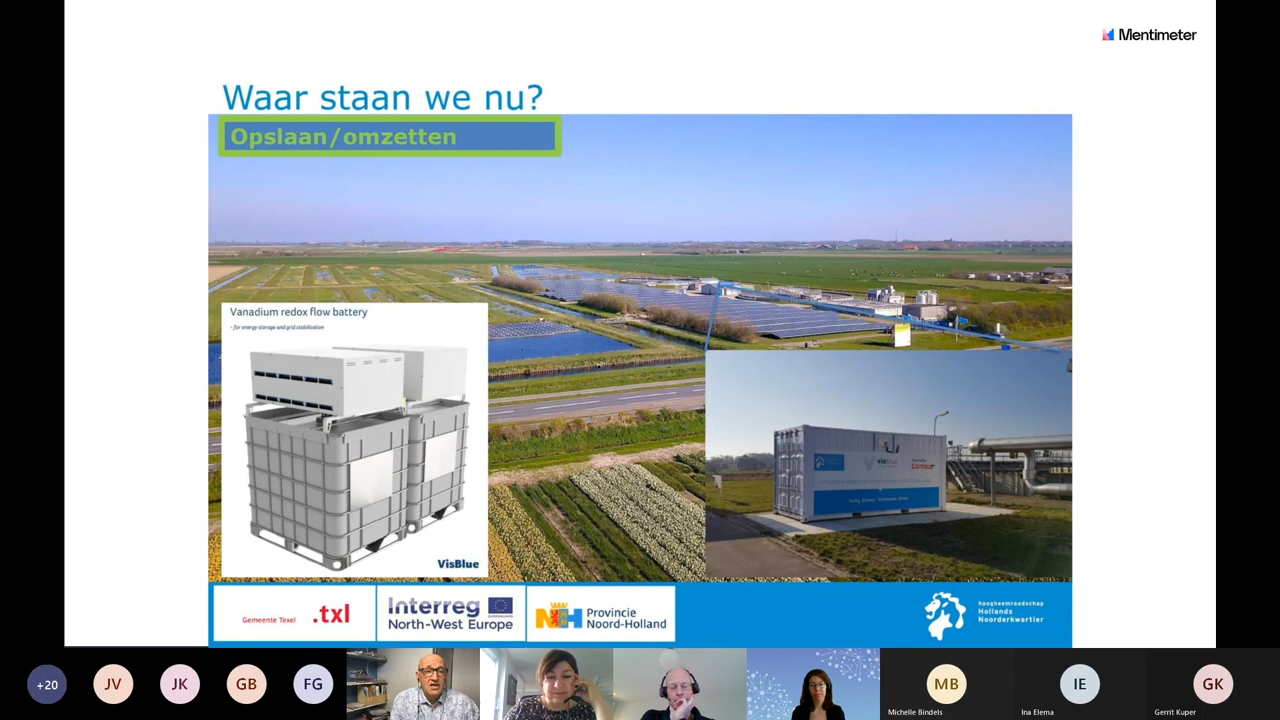 Mentimeter
Waar staan we nu?
Opslaan/omzetten
Vanadium redox flow battery
- for energy storage and grid stabilisation
VisBlue
visblue
Gemeente Texel
.txl
Interreg
North-West Europe
NH Provincie
Noord-Holland
hoogheemraadschap
Hollands
Noorderkwartier
+20
JV
JK
GB
FG
MB
IE
GK
Michelle Bindels
Ina Elema
Gerrit Kuper